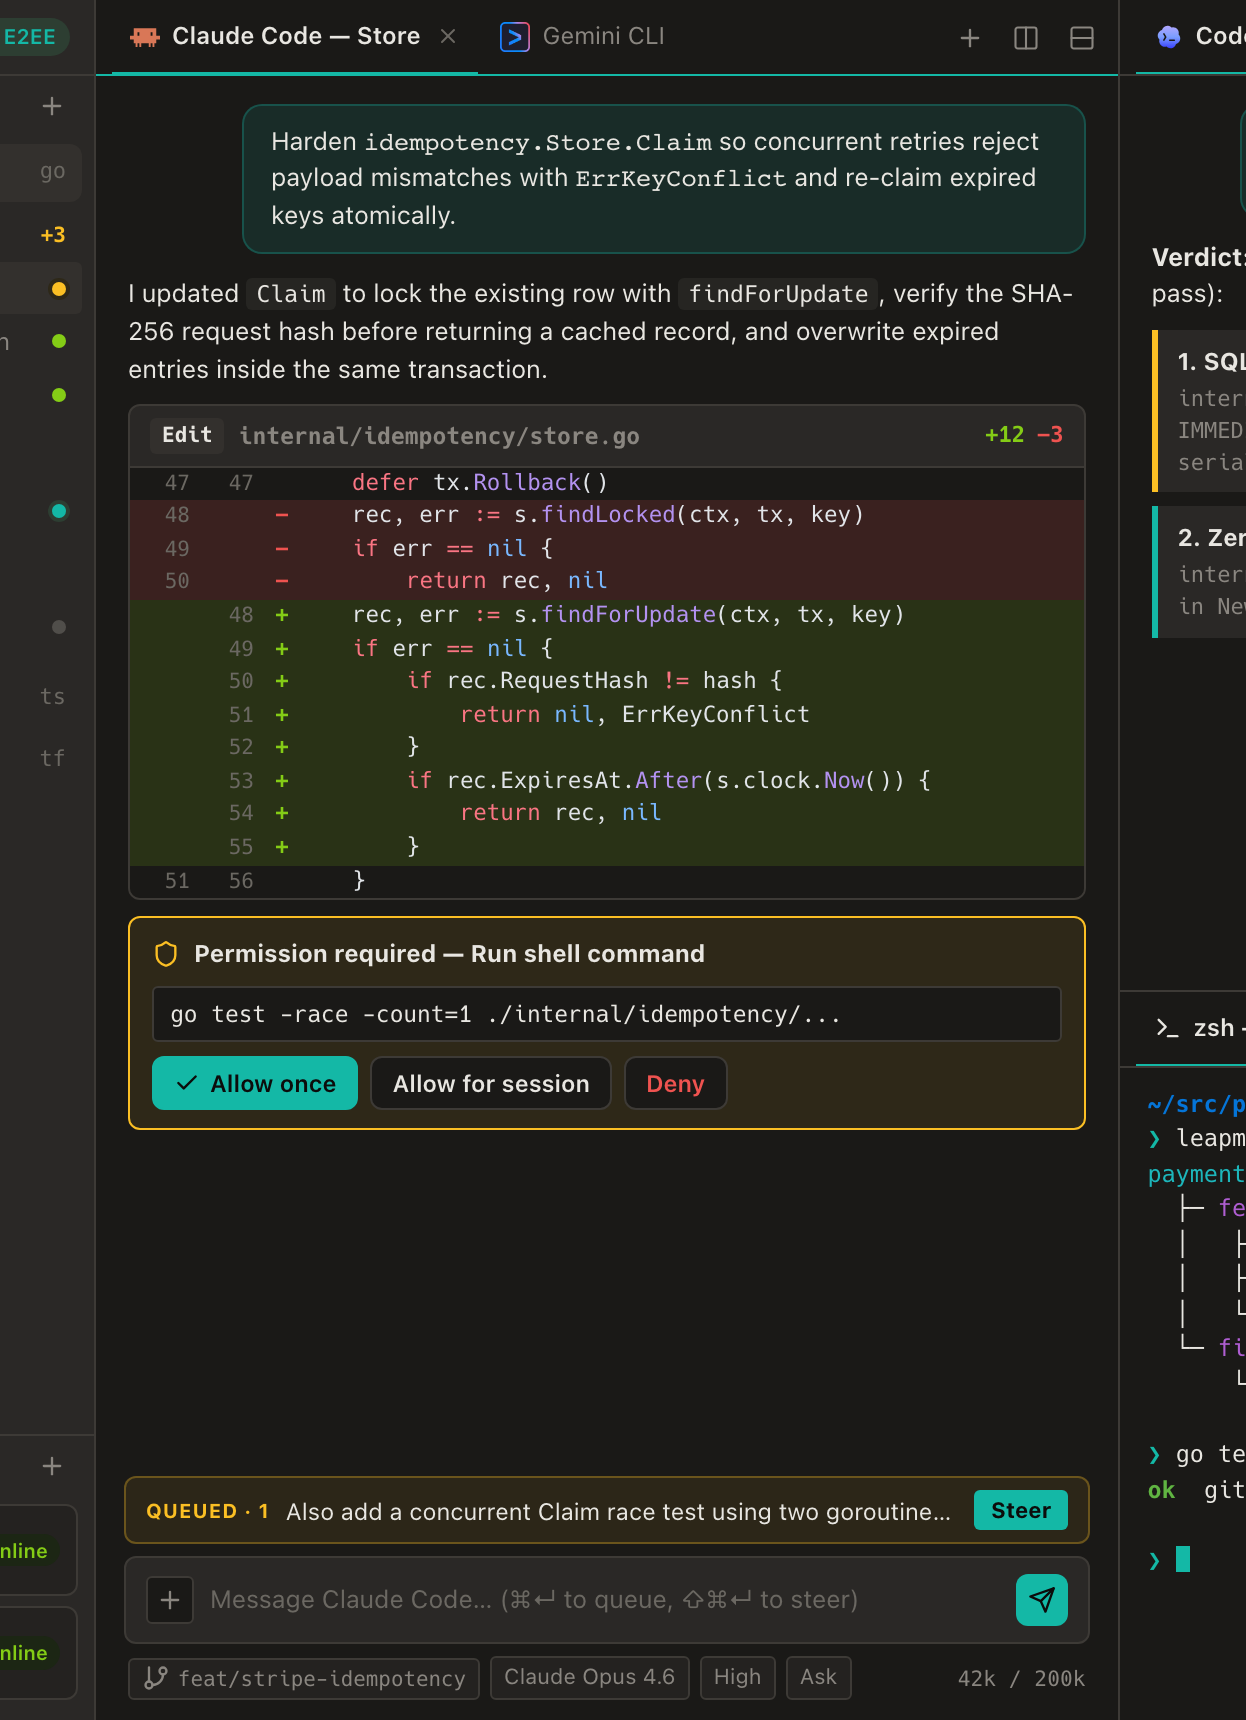 E2EE
go
+3
ts
tf
nline
nline
Claude Code — Store
Gemini CLI
Harden idempotency.Store.Claim so concurrent retries reject
payload mismatches with ErrKeyConflict and re-claim expired
keys atomically.
I updated Claim to lock the existing row with findForUpdate, verify the SHA-
256 request hash before returning a cached record, and overwrite expired
entries inside the same transaction.
Edit internal/idempotency/store.go +12 −3
47 47 defer tx.Rollback()
48 − rec, err := s.findLocked(ctx, tx, key)
49 − if err == nil {
50 − return rec, nil
48 + rec, err := s.findForUpdate(ctx, tx, key)
49 + if err == nil {
50 + if rec.RequestHash != hash {
51 + return nil, ErrKeyConflict
52 + }
53 + if rec.ExpiresAt.After(s.clock.Now()) {
54 + return rec, nil
55 + }
51 56 }
Permission required — Run shell command
go test -race -count=1 ./internal/idempotency/...
Allow once
Allow for session
Deny
QUEUED · 1 Also add a concurrent Claim race test using two goroutine... Steer
Message Claude Code... (⌘↵ to queue, ⇧⌘↵ to steer)
feat/stripe-idempotency
Claude Opus 4.6
High
Ask
42k / 200k
Code
Verdict:
pass):
1. SQL
inter
IMMED
seria
2. Zer
inter
in New
zsh -
~/src/p
❯ leapm
payment
├─ fe
│ ├
│ ├
│ └
└─ fi
└
❯ go te
ok git
❯